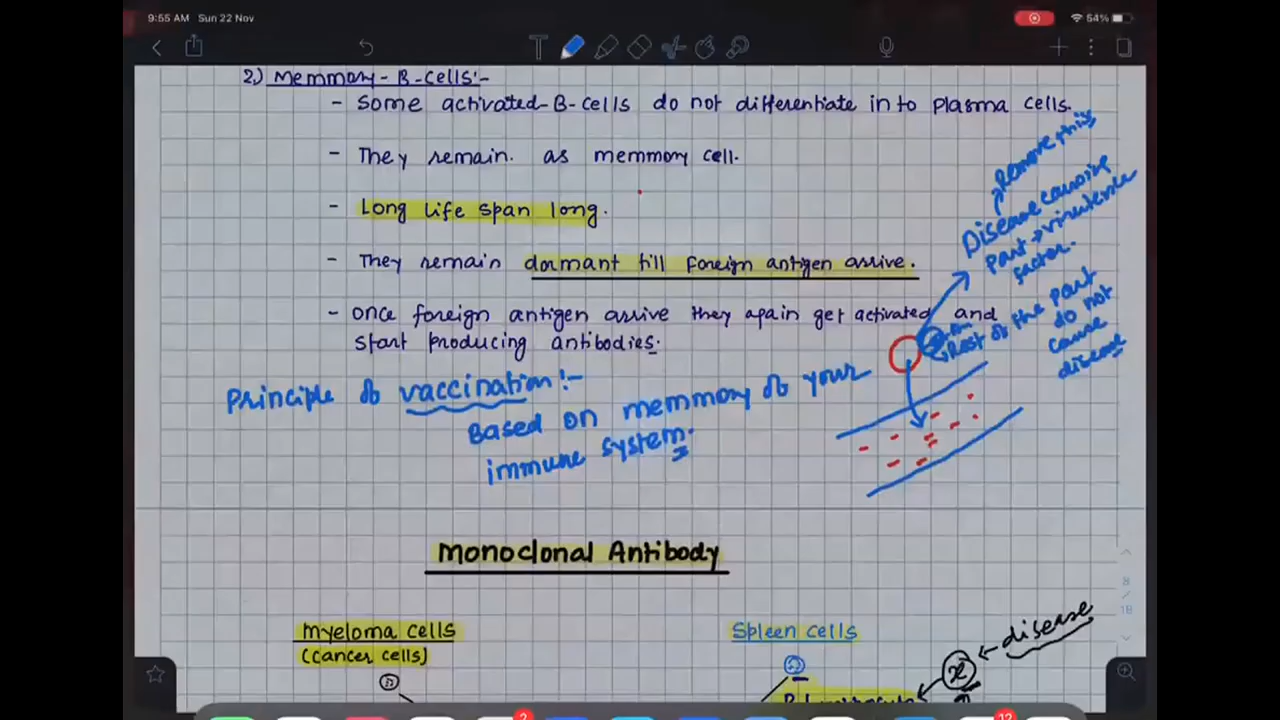 9:55 AM Sun 22 Nov
54%
T
2.) Memmory - B-cells:-
- Some activated-B-cells do not differentiate in to Plasma cells.
- They remain. as memmory cell.
- Long life span long.
- They remain dormant till foreign antigen arrive.
- once foreign antigen arrive they again get activated and
start producing antibodies.
Remove this
Disease causing
Part → virulence
factor.
Rest of the part
do not
cause
disease
Principle of vaccination:-
Based on memmory of your
immune system.
Monoclonal Antibody
8
/
18
Myeloma cells
(cancer cells)
Spleen cells
disease
2
12